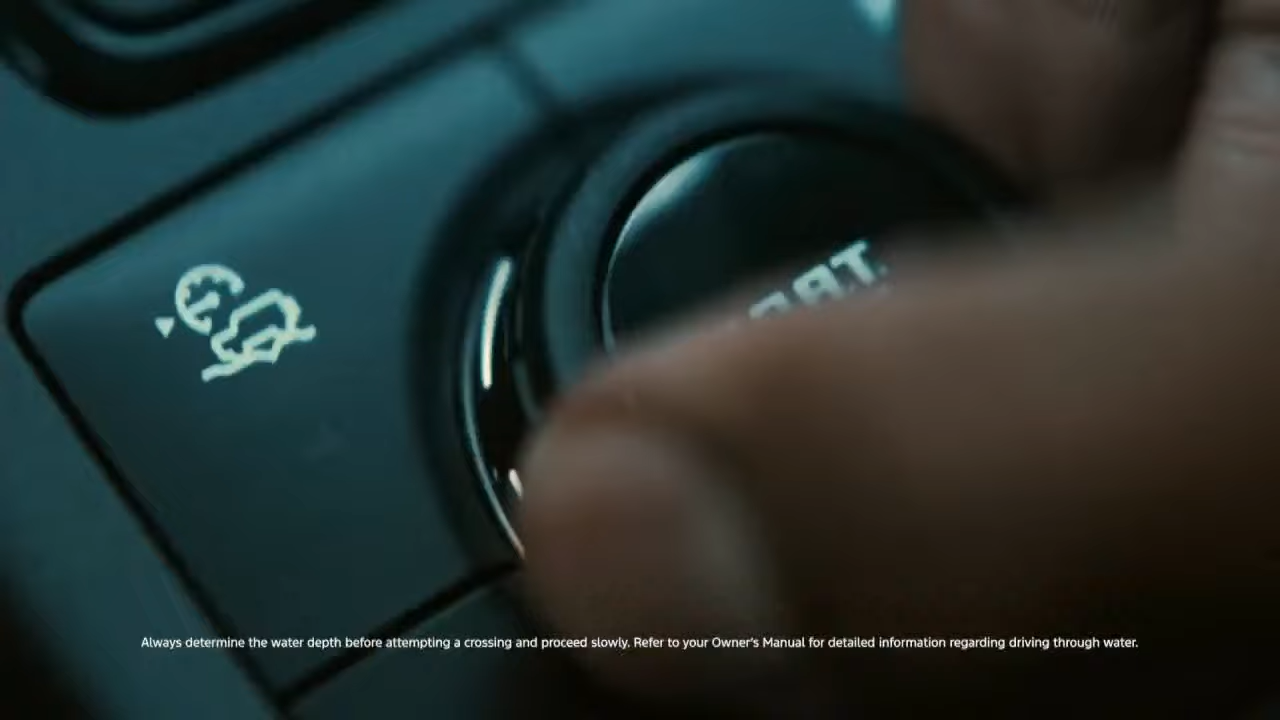 Always determine the water depth before attempting a crossing and proceed slowly. Refer to your Owner's Manual for detailed information regarding driving through water.